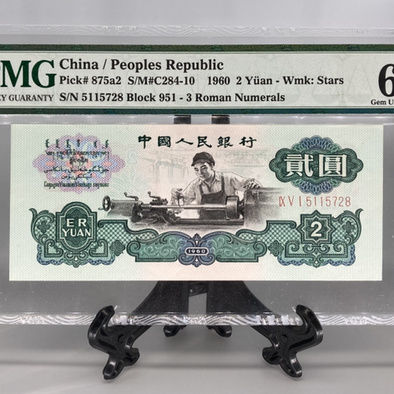 MG
China / Peoples Republic
Pick# 875a2 S/M#C284-10 1960 2 Yüan - Wmk: Stars
Y GUARANTY
S/N 5115728 Block 951 - 3 Roman Numerals
6
Gem U
中国人民银行
贰圆
IX V I 5115728
ER
YUAN
2
1960